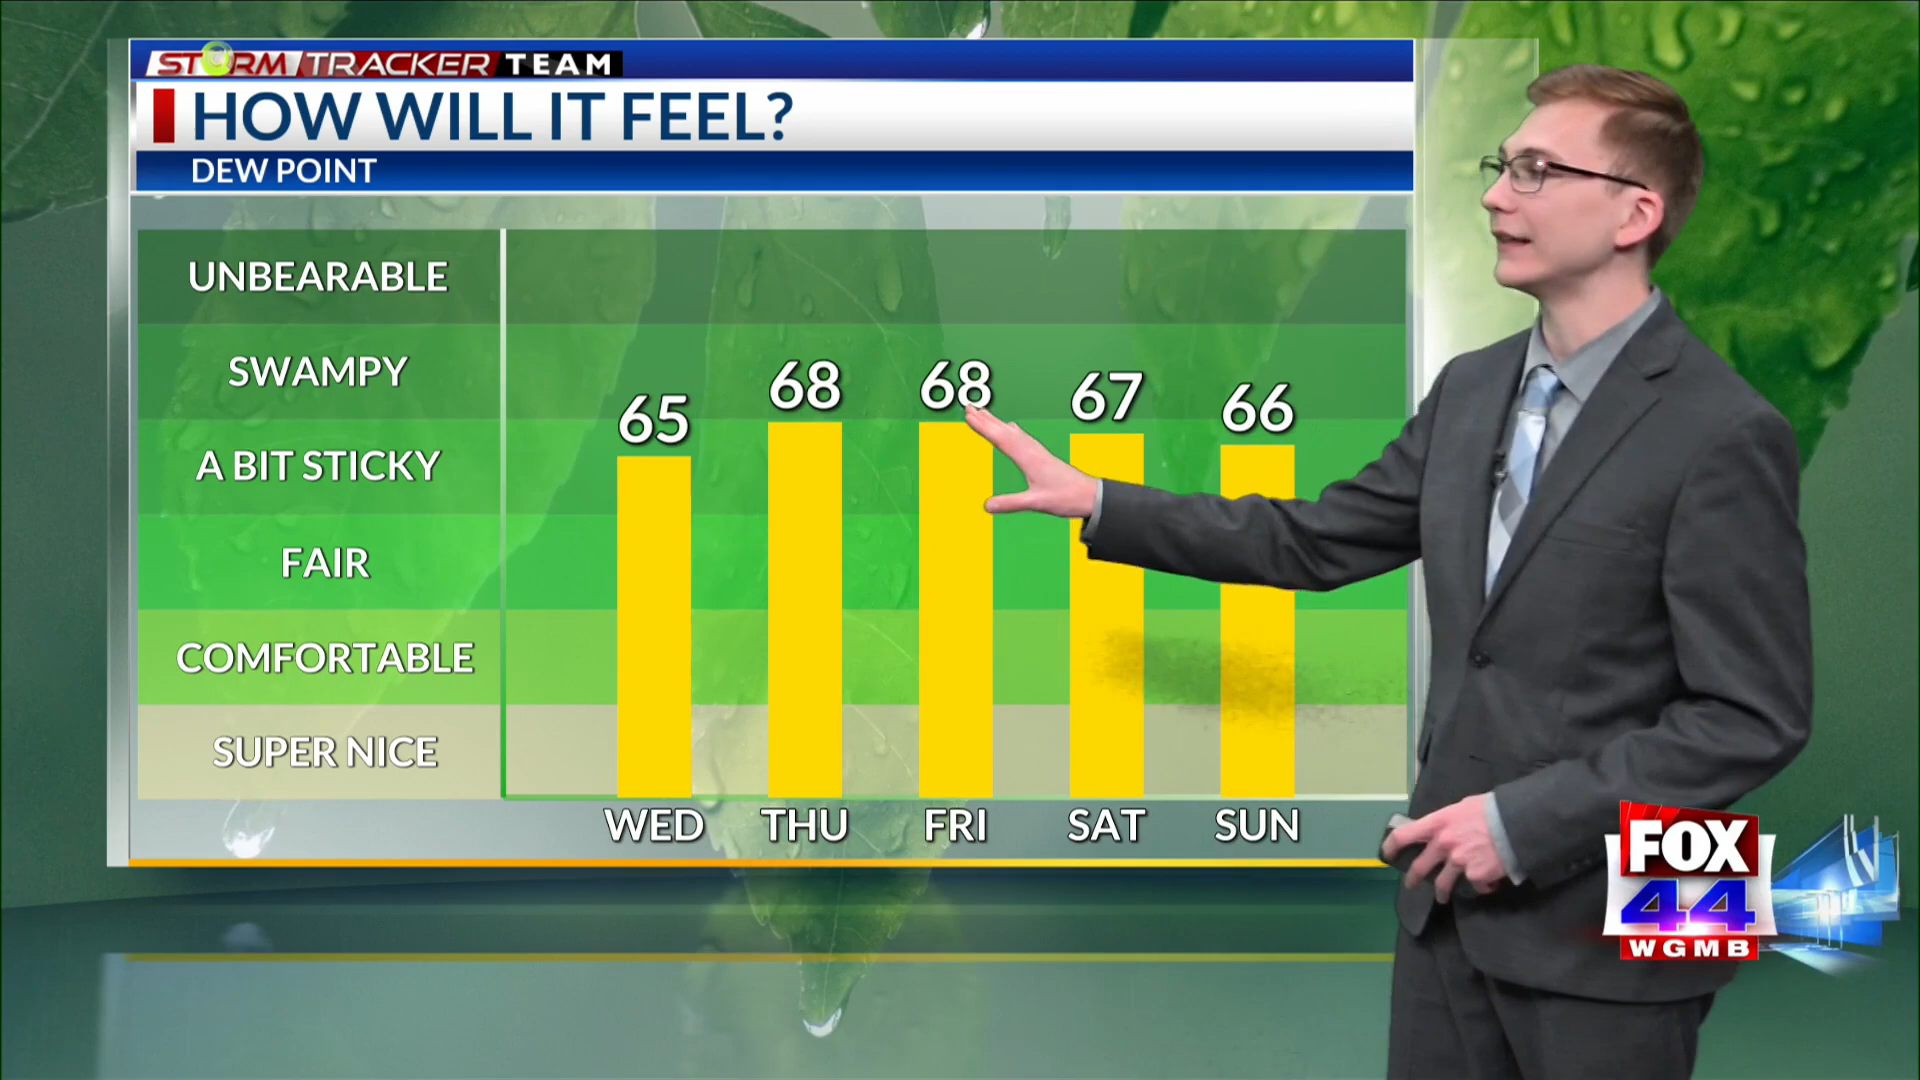 STORM TRACKER TEAM
HOW WILL IT FEEL?
DEW POINT
UNBEARABLE
SWAMPY
A BIT STICKY
FAIR
COMFORTABLE
SUPER NICE
65 68 68 67 66
WED THU FRI SAT SUN
FOX
44
WGMB